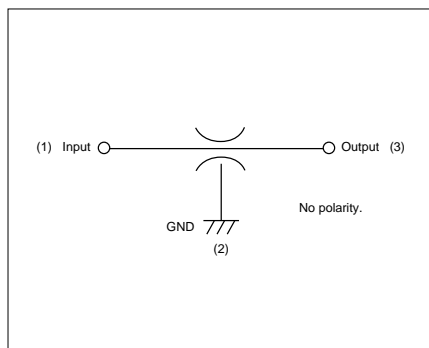 (1) Input Output (3)
No polarity.
GND
(2)